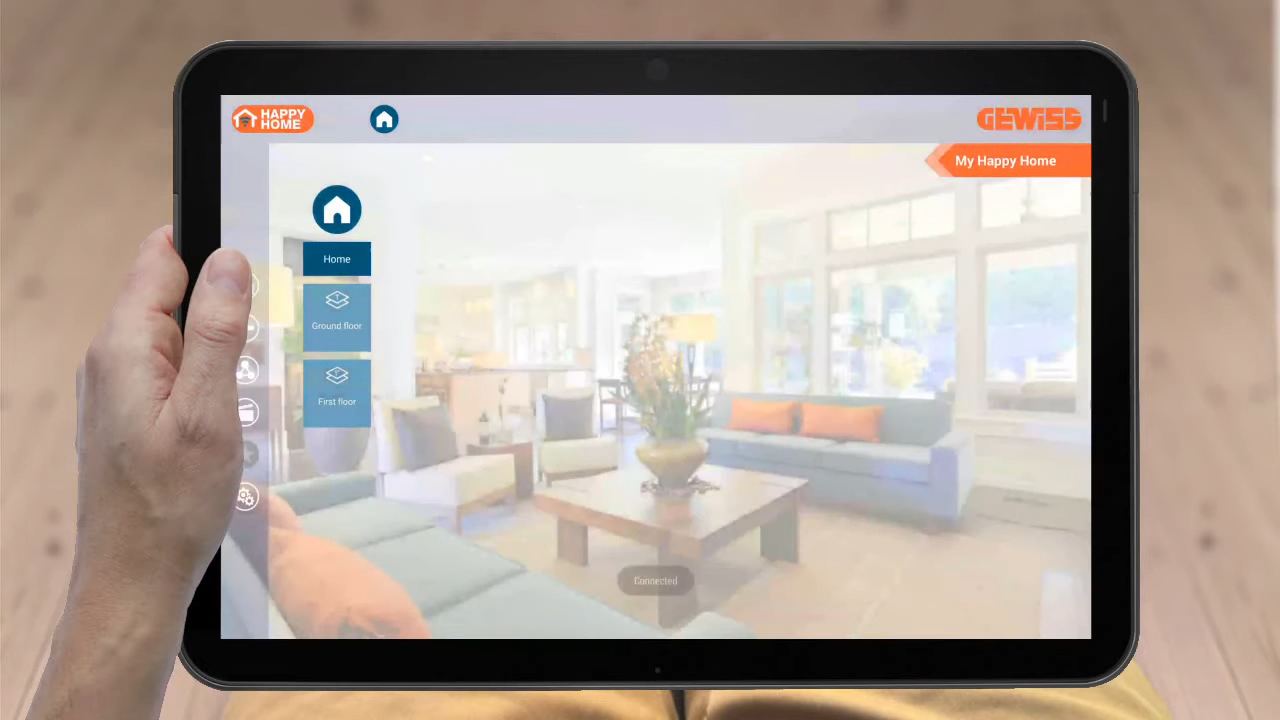 HAPPY
HOME
GEWISS
My Happy Home
Home
Ground floor
First floor
Connected